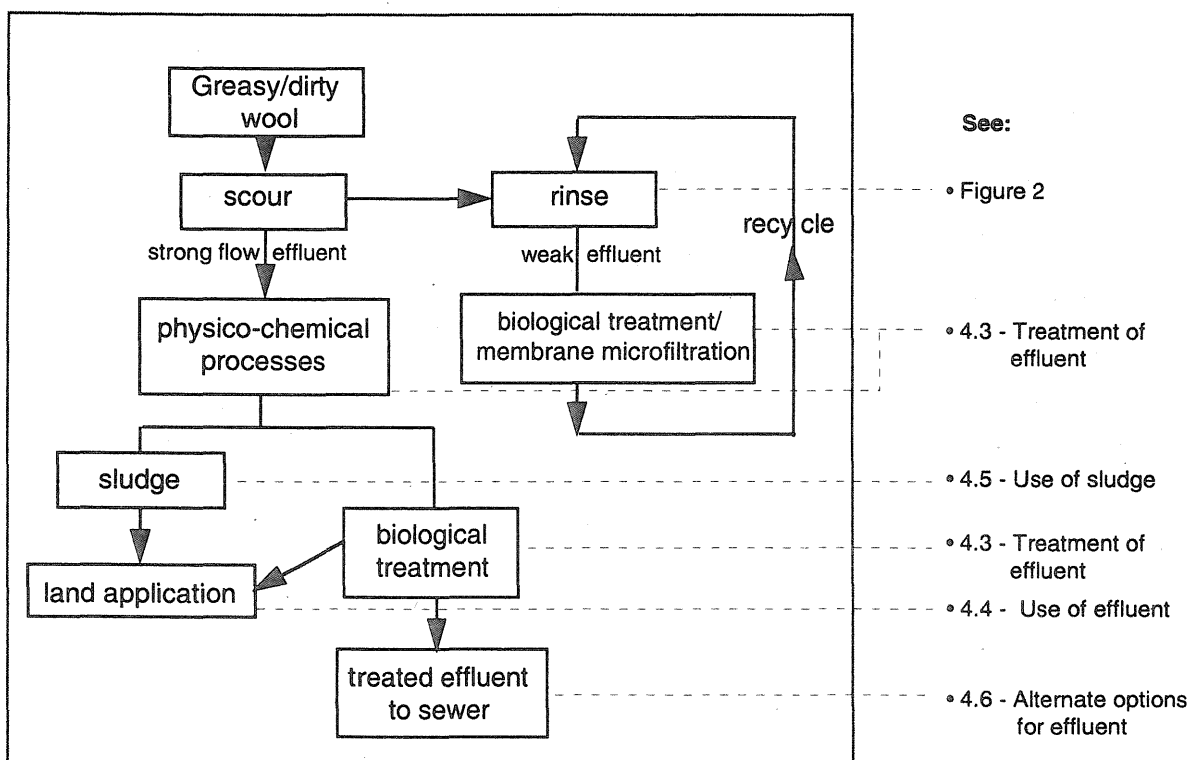 Greasy/dirty
wool
See:
scour
rinse
• Figure 2
recycle
strong flow effluent
weak effluent
physico-chemical
processes
biological treatment/
membrane microfiltration
• 4.3 - Treatment of
effluent
sludge
• 4.5 - Use of sludge
biological
treatment
• 4.3 - Treatment of
effluent
land application
• 4.4 - Use of effluent
treated effluent
to sewer
• 4.6 - Alternate options
for effluent